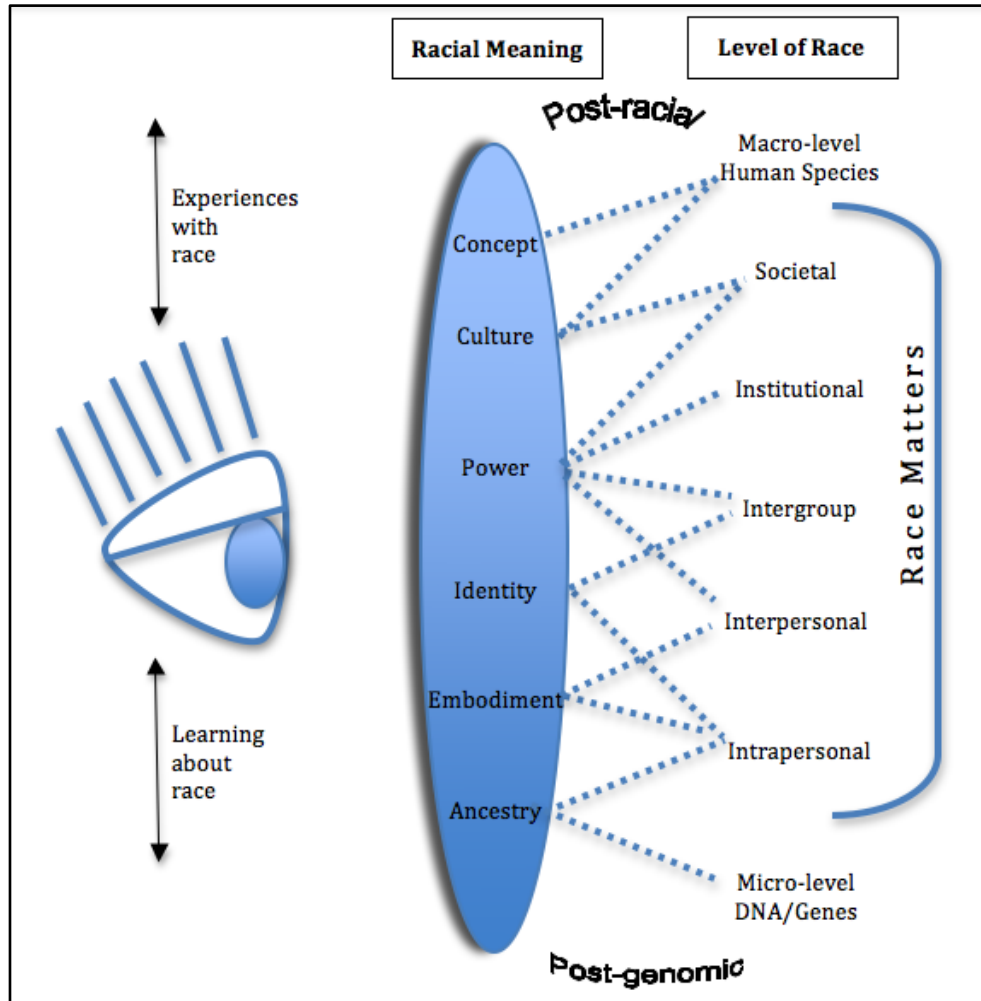 Racial Meaning
Level of Race
Post-racial
Experiences
with
race
Learning
about
race
Concept
Culture
Power
Identity
Embodiment
Ancestry
Post-genomic
Macro-level
Human Species
Societal
Institutional
Intergroup
Interpersonal
Intrapersonal
Micro-level
DNA/Genes
Race Matters